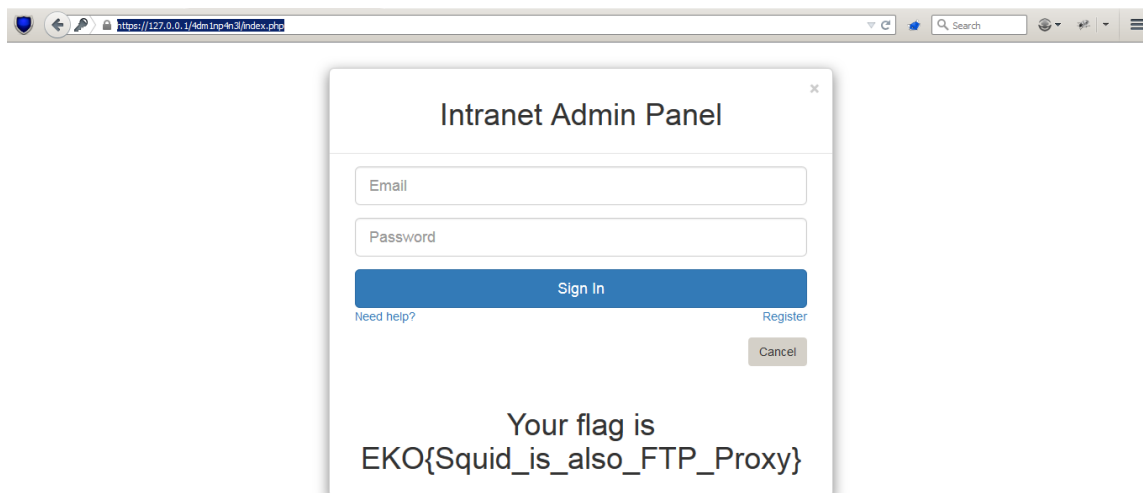 https://127.0.0.1/4dm1np4n3l/index.php
Search
×
Intranet Admin Panel
Email
Password
Sign In
Need help?
Register
Cancel
Your flag is
EKO{Squid_is_also_FTP_Proxy}